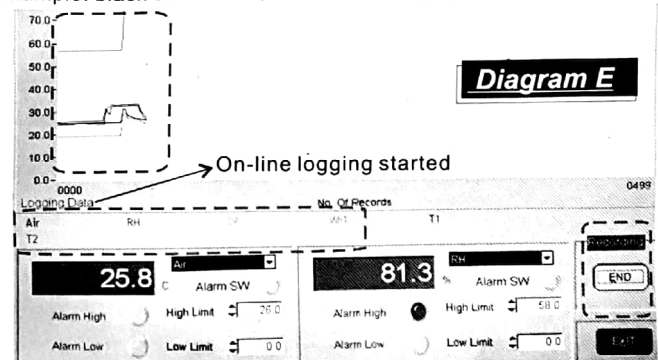 70.0
60.0
50.0
40.0
30.0
20.0
10.0
0.0
Diagram E
On-line logging started
0000
0499
Logging Data
No. Of Records
Air RH Wbt T1
T2
Recording
25.8 C Air
Alarm SW
81.3 % RH
Alarm SW
END
Alarm High High Limit 26.0
Alarm High High Limit 58.0
Alarm Low Low Limit 0.0
Alarm Low Low Limit 0.0
EXIT